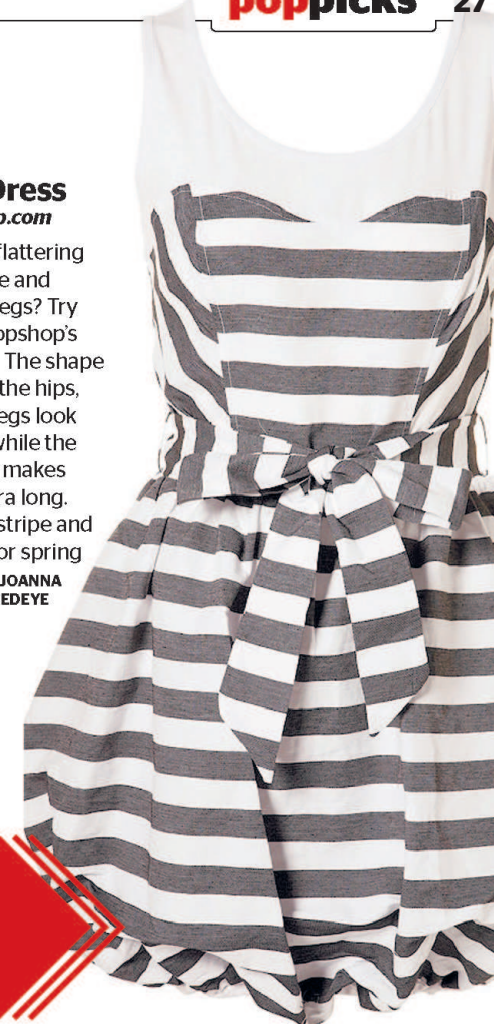 poppicks 27
Dress
p.com
flattering
e and
egs? Try
opshop's
The shape
the hips,
egs look
while the
makes
ra long.
stripe and
or spring
JOANNA
EDEYE